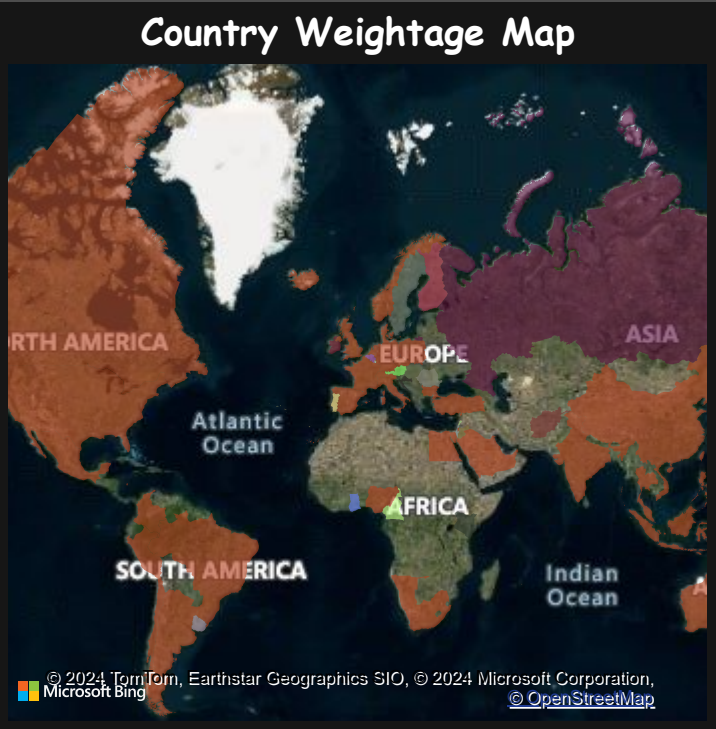 Country Weightage Map
RTH AMERICA
ASIA
EUROPE
Atlantic
Ocean
AFRICA
SOUTH AMERICA
Indian
Ocean
A
© 2024 TomTom, Earthstar Geographics SIO, © 2024 Microsoft Corporation,
Microsoft Bing
© OpenStreetMap